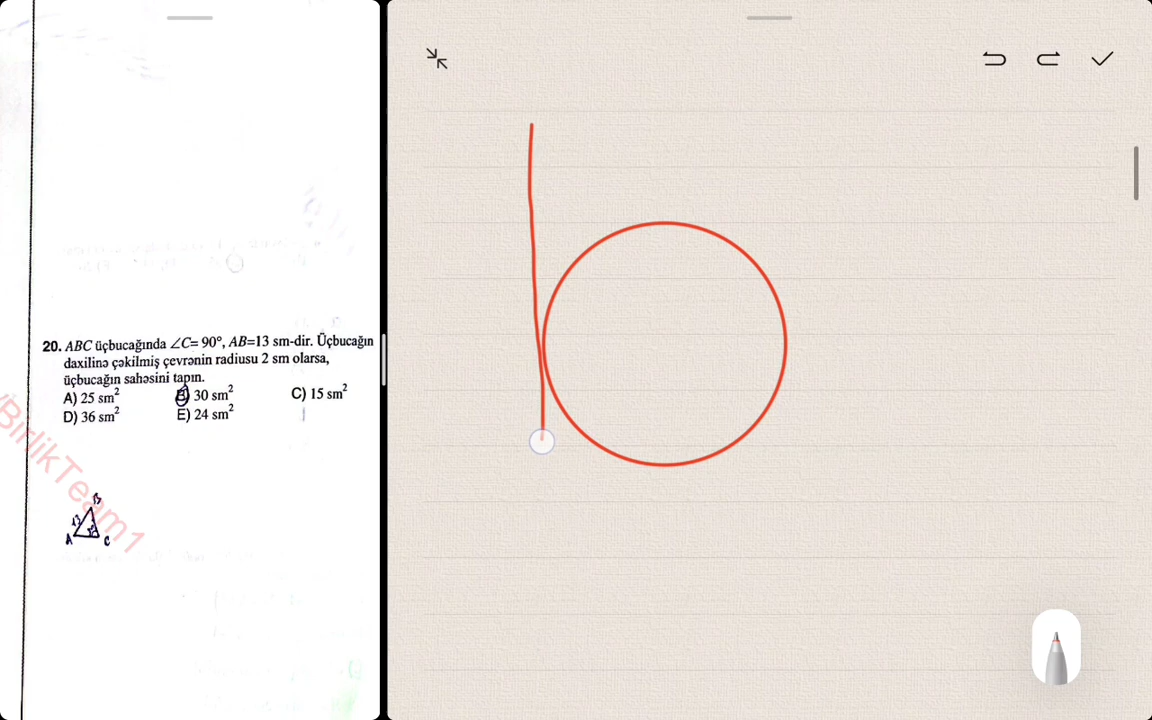 20. ABC üçbucağında ∠C= 90°, AB=13 sm-dir. Üçbucağın
daxilinə çəkilmiş çevrənin radiusu 2 sm olarsa,
üçbucağın sahəsini tapın.
A) 25 sm² B) 30 sm² C) 15 sm²
D) 36 sm² E) 24 sm²
/BirlikTeam1
B
13
A C